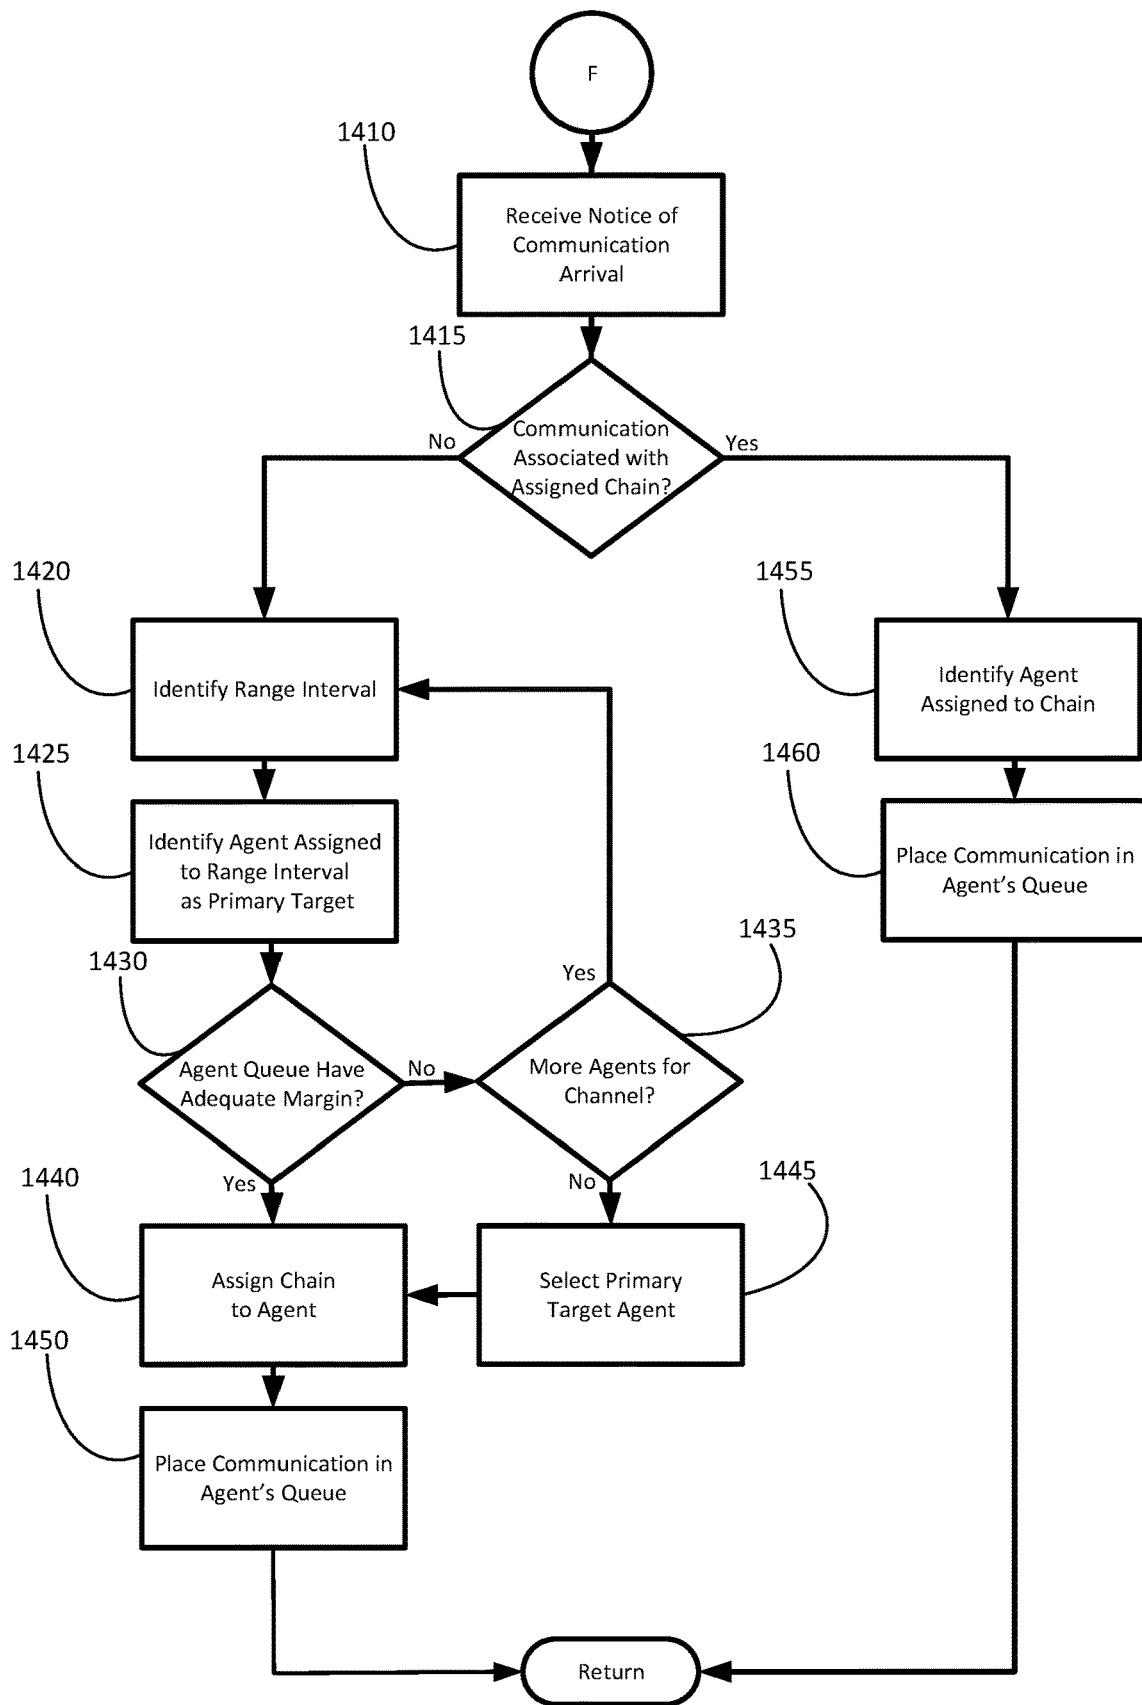 F
1410
Receive Notice of
Communication
Arrival
1415
No
Communication
Associated with
Assigned Chain?
Yes
1420
Identify Range Interval
1455
Identify Agent
Assigned to Chain
1425
Identify Agent Assigned
to Range Interval
as Primary Target
1460
Place Communication in
Agent's Queue
1430
Agent Queue Have
Adequate Margin?
No
1435
Yes
More Agents for
Channel?
Yes
No
1440
Assign Chain
to Agent
1445
Select Primary
Target Agent
1450
Place Communication in
Agent's Queue
Return